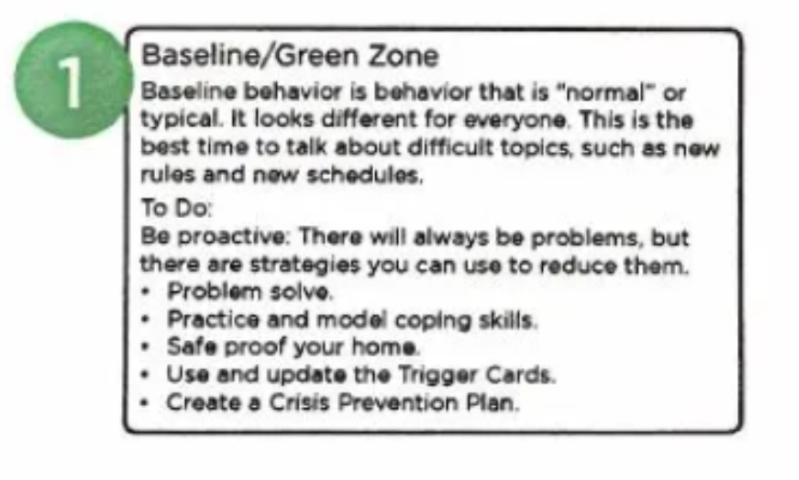 1
Baseline/Green Zone
Baseline behavior is behavior that is "normal" or
typical. It looks different for everyone. This is the
best time to talk about difficult topics, such as new
rules and new schedules.
To Do:
Be proactive: There will always be problems, but
there are strategies you can use to reduce them.
• Problem solve.
• Practice and model coping skills.
• Safe proof your home.
• Use and update the Trigger Cards.
• Create a Crisis Prevention Plan.